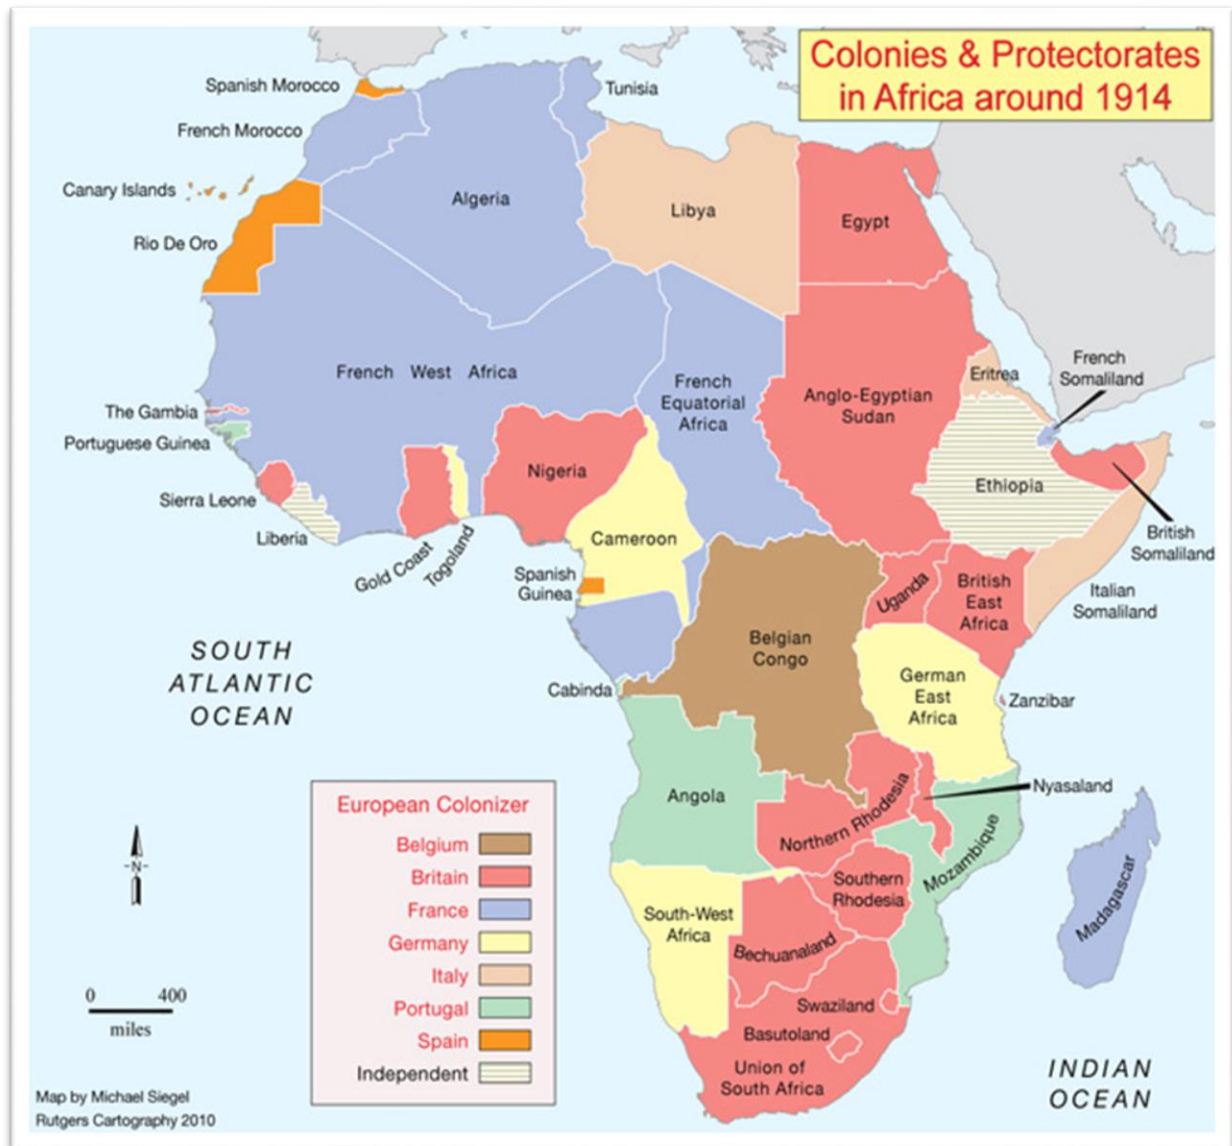 Colonies & Protectorates
in Africa around 1914
Spanish Morocco
Tunisia
French Morocco
Canary Islands
Algeria
Libya
Egypt
Rio De Oro
French West Africa
French
Equatorial
Africa
Anglo-Egyptian
Sudan
Eritrea
French
Somaliland
The Gambia
Portuguese Guinea
Nigeria
Ethiopia
Sierra Leone
Liberia
Gold Coast
Togoland
Cameroon
British
Somaliland
Spanish
Guinea
Uganda
British
East
Africa
Italian
Somaliland
SOUTH
ATLANTIC
OCEAN
Belgian
Congo
Cabinda
German
East
Africa
Zanzibar
Angola
Northern Rhodesia
Nyasaland
Mozambique
Madagascar
Southern
Rhodesia
South-West
Africa
Bechuanaland
Swaziland
Basutoland
Union of
South Africa
INDIAN
OCEAN
European Colonizer
Belgium
Britain
France
Germany
Italy
Portugal
Spain
Independent
-N-
0 400
miles
Map by Michael Siegel
Rutgers Cartography 2010